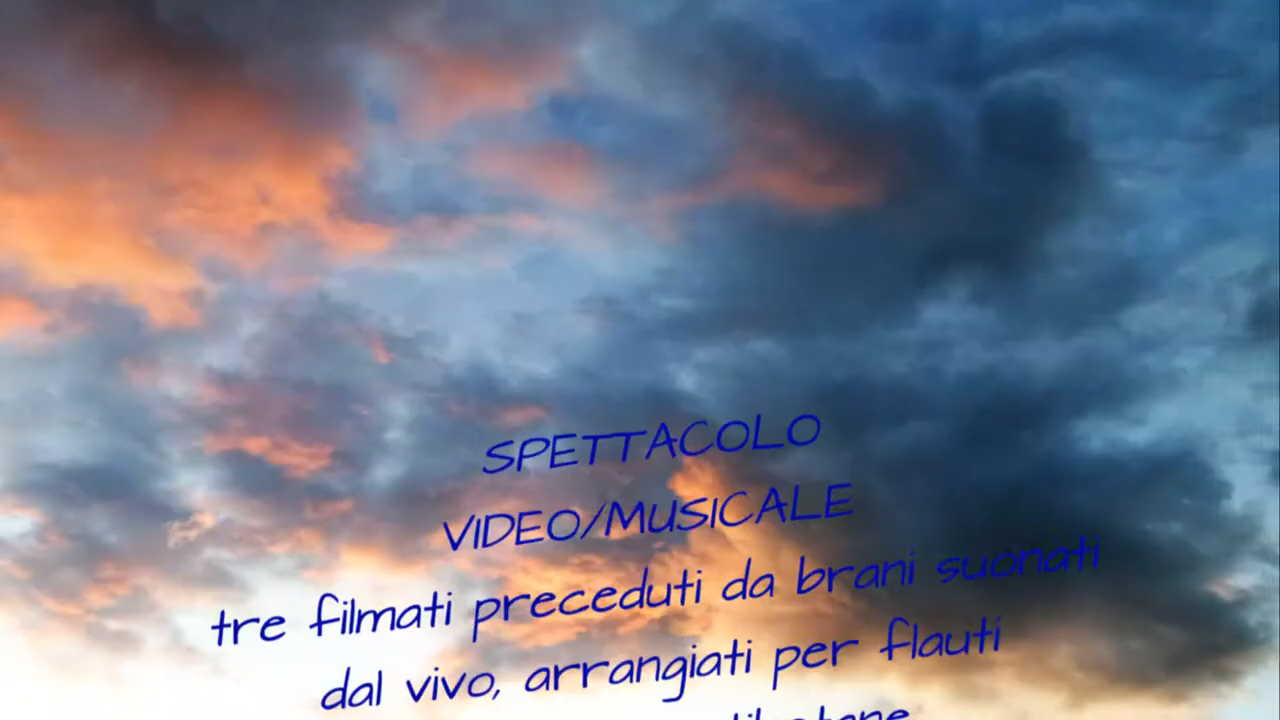 SPETTACOLO
VIDEO/MUSICALE
tre filmati preceduti da brani suonati
dal vivo, arrangiati per flauti